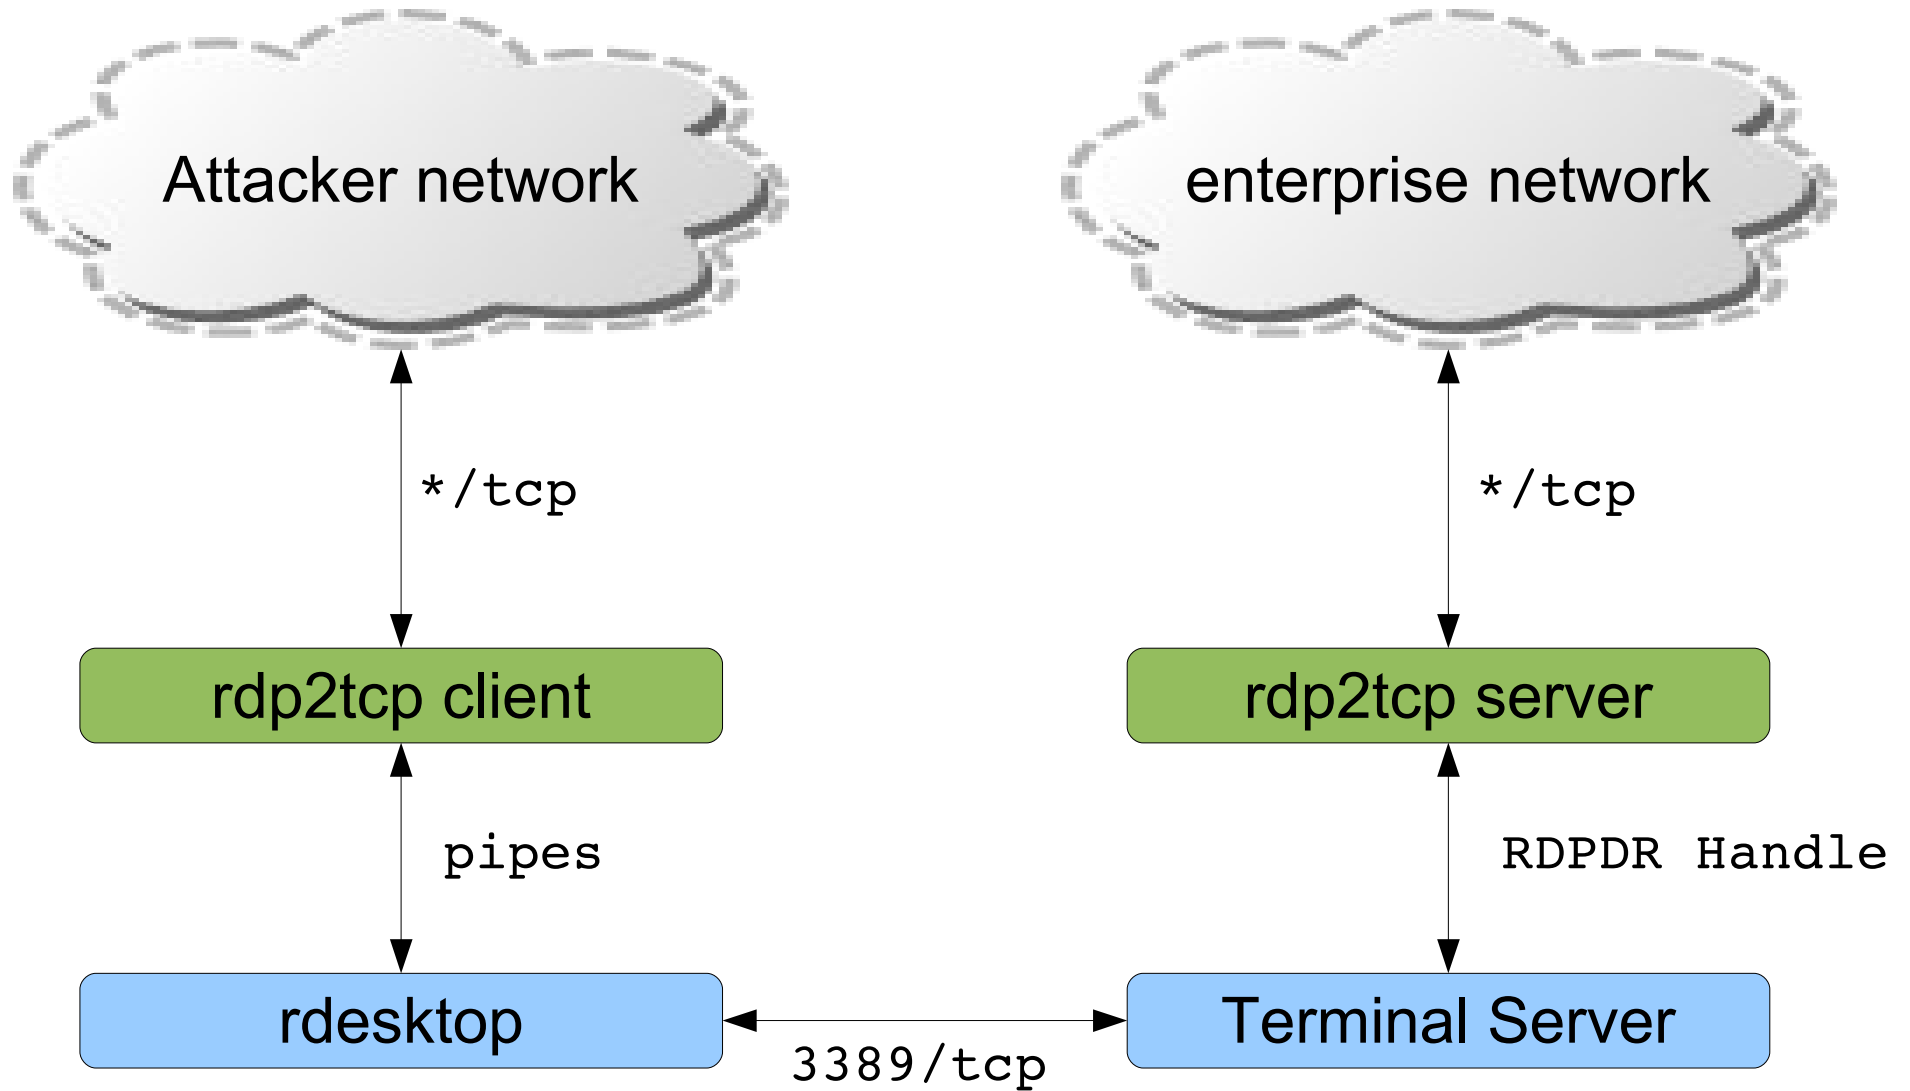 Attacker network
enterprise network
*/tcp
*/tcp
rdp2tcp client
rdp2tcp server
pipes
RDPDR Handle
rdesktop
Terminal Server
3389/tcp